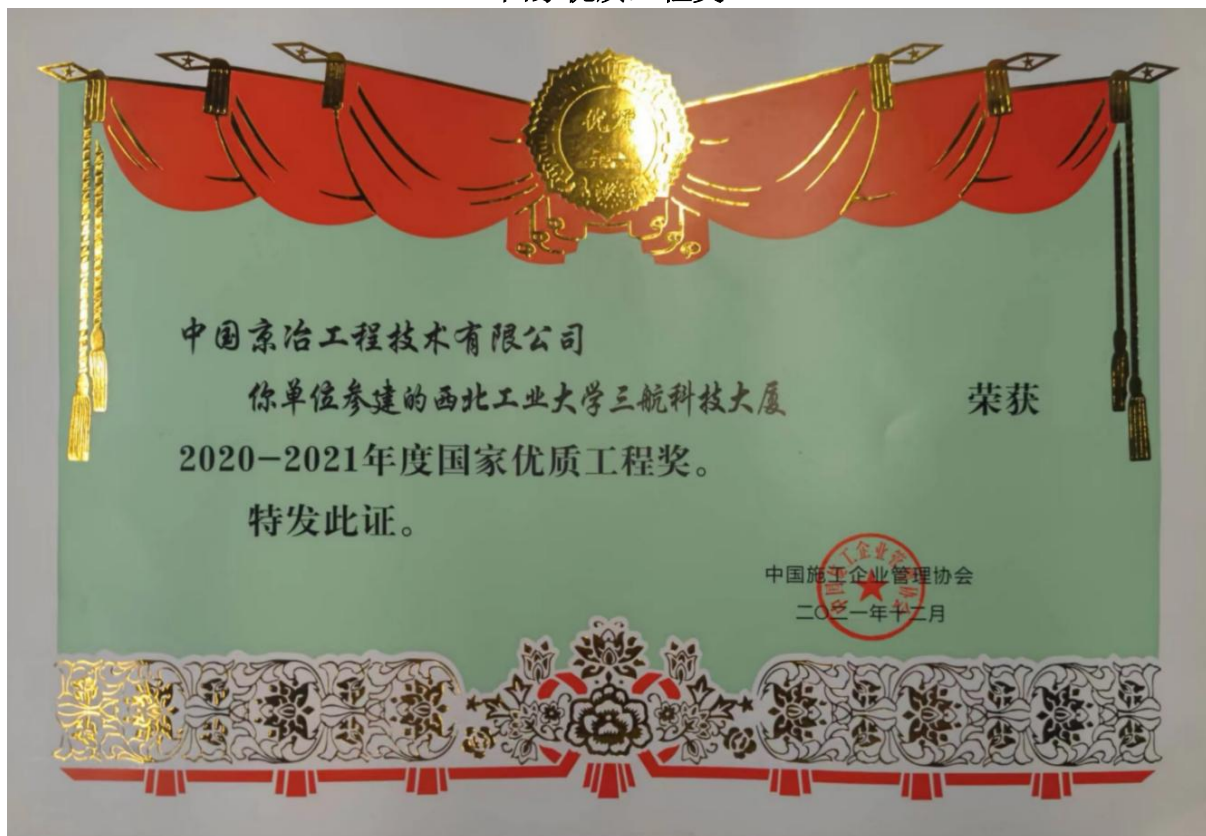 中国京冶工程技术有限公司
你单位参建的西北工业大学三航科技大厦 荣获
2020-2021年度国家优质工程奖。
特发此证。
中国施工企业管理协会
二〇二一年十二月